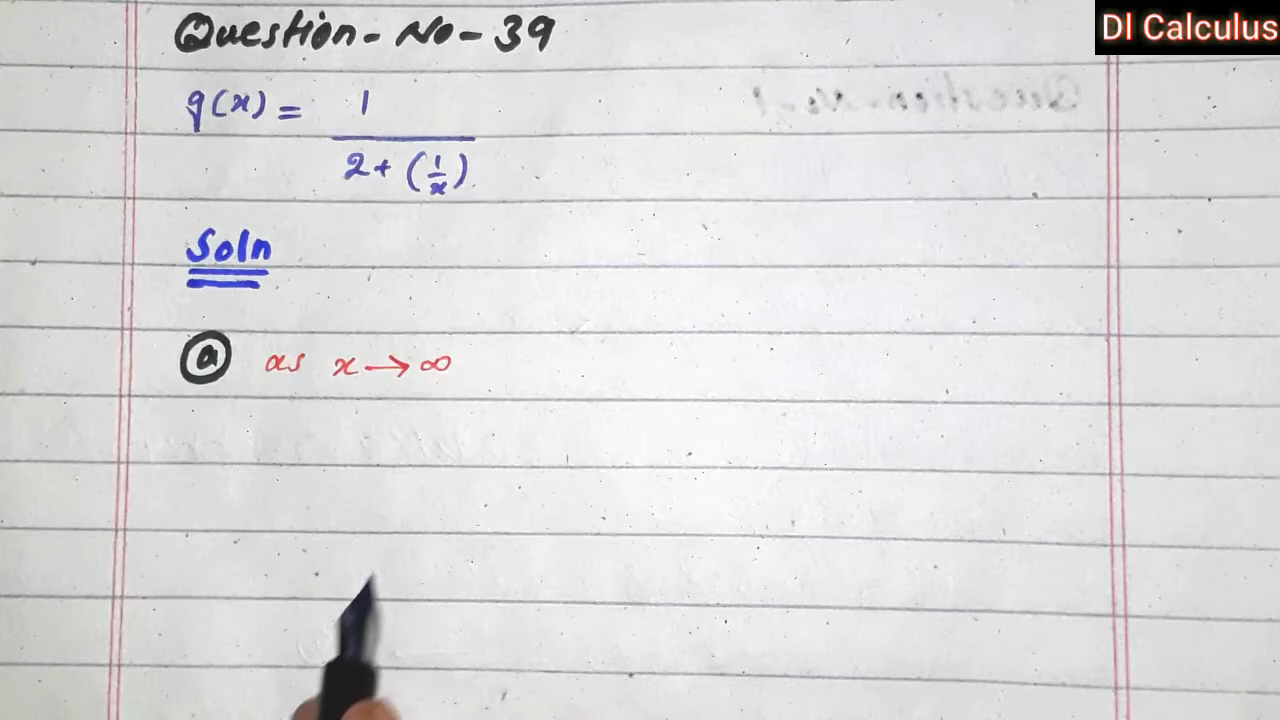 DI Calculus
Question - No - 39
g(x) = 1 / 2 + (1/x)
Soln
(a) as x → ∞